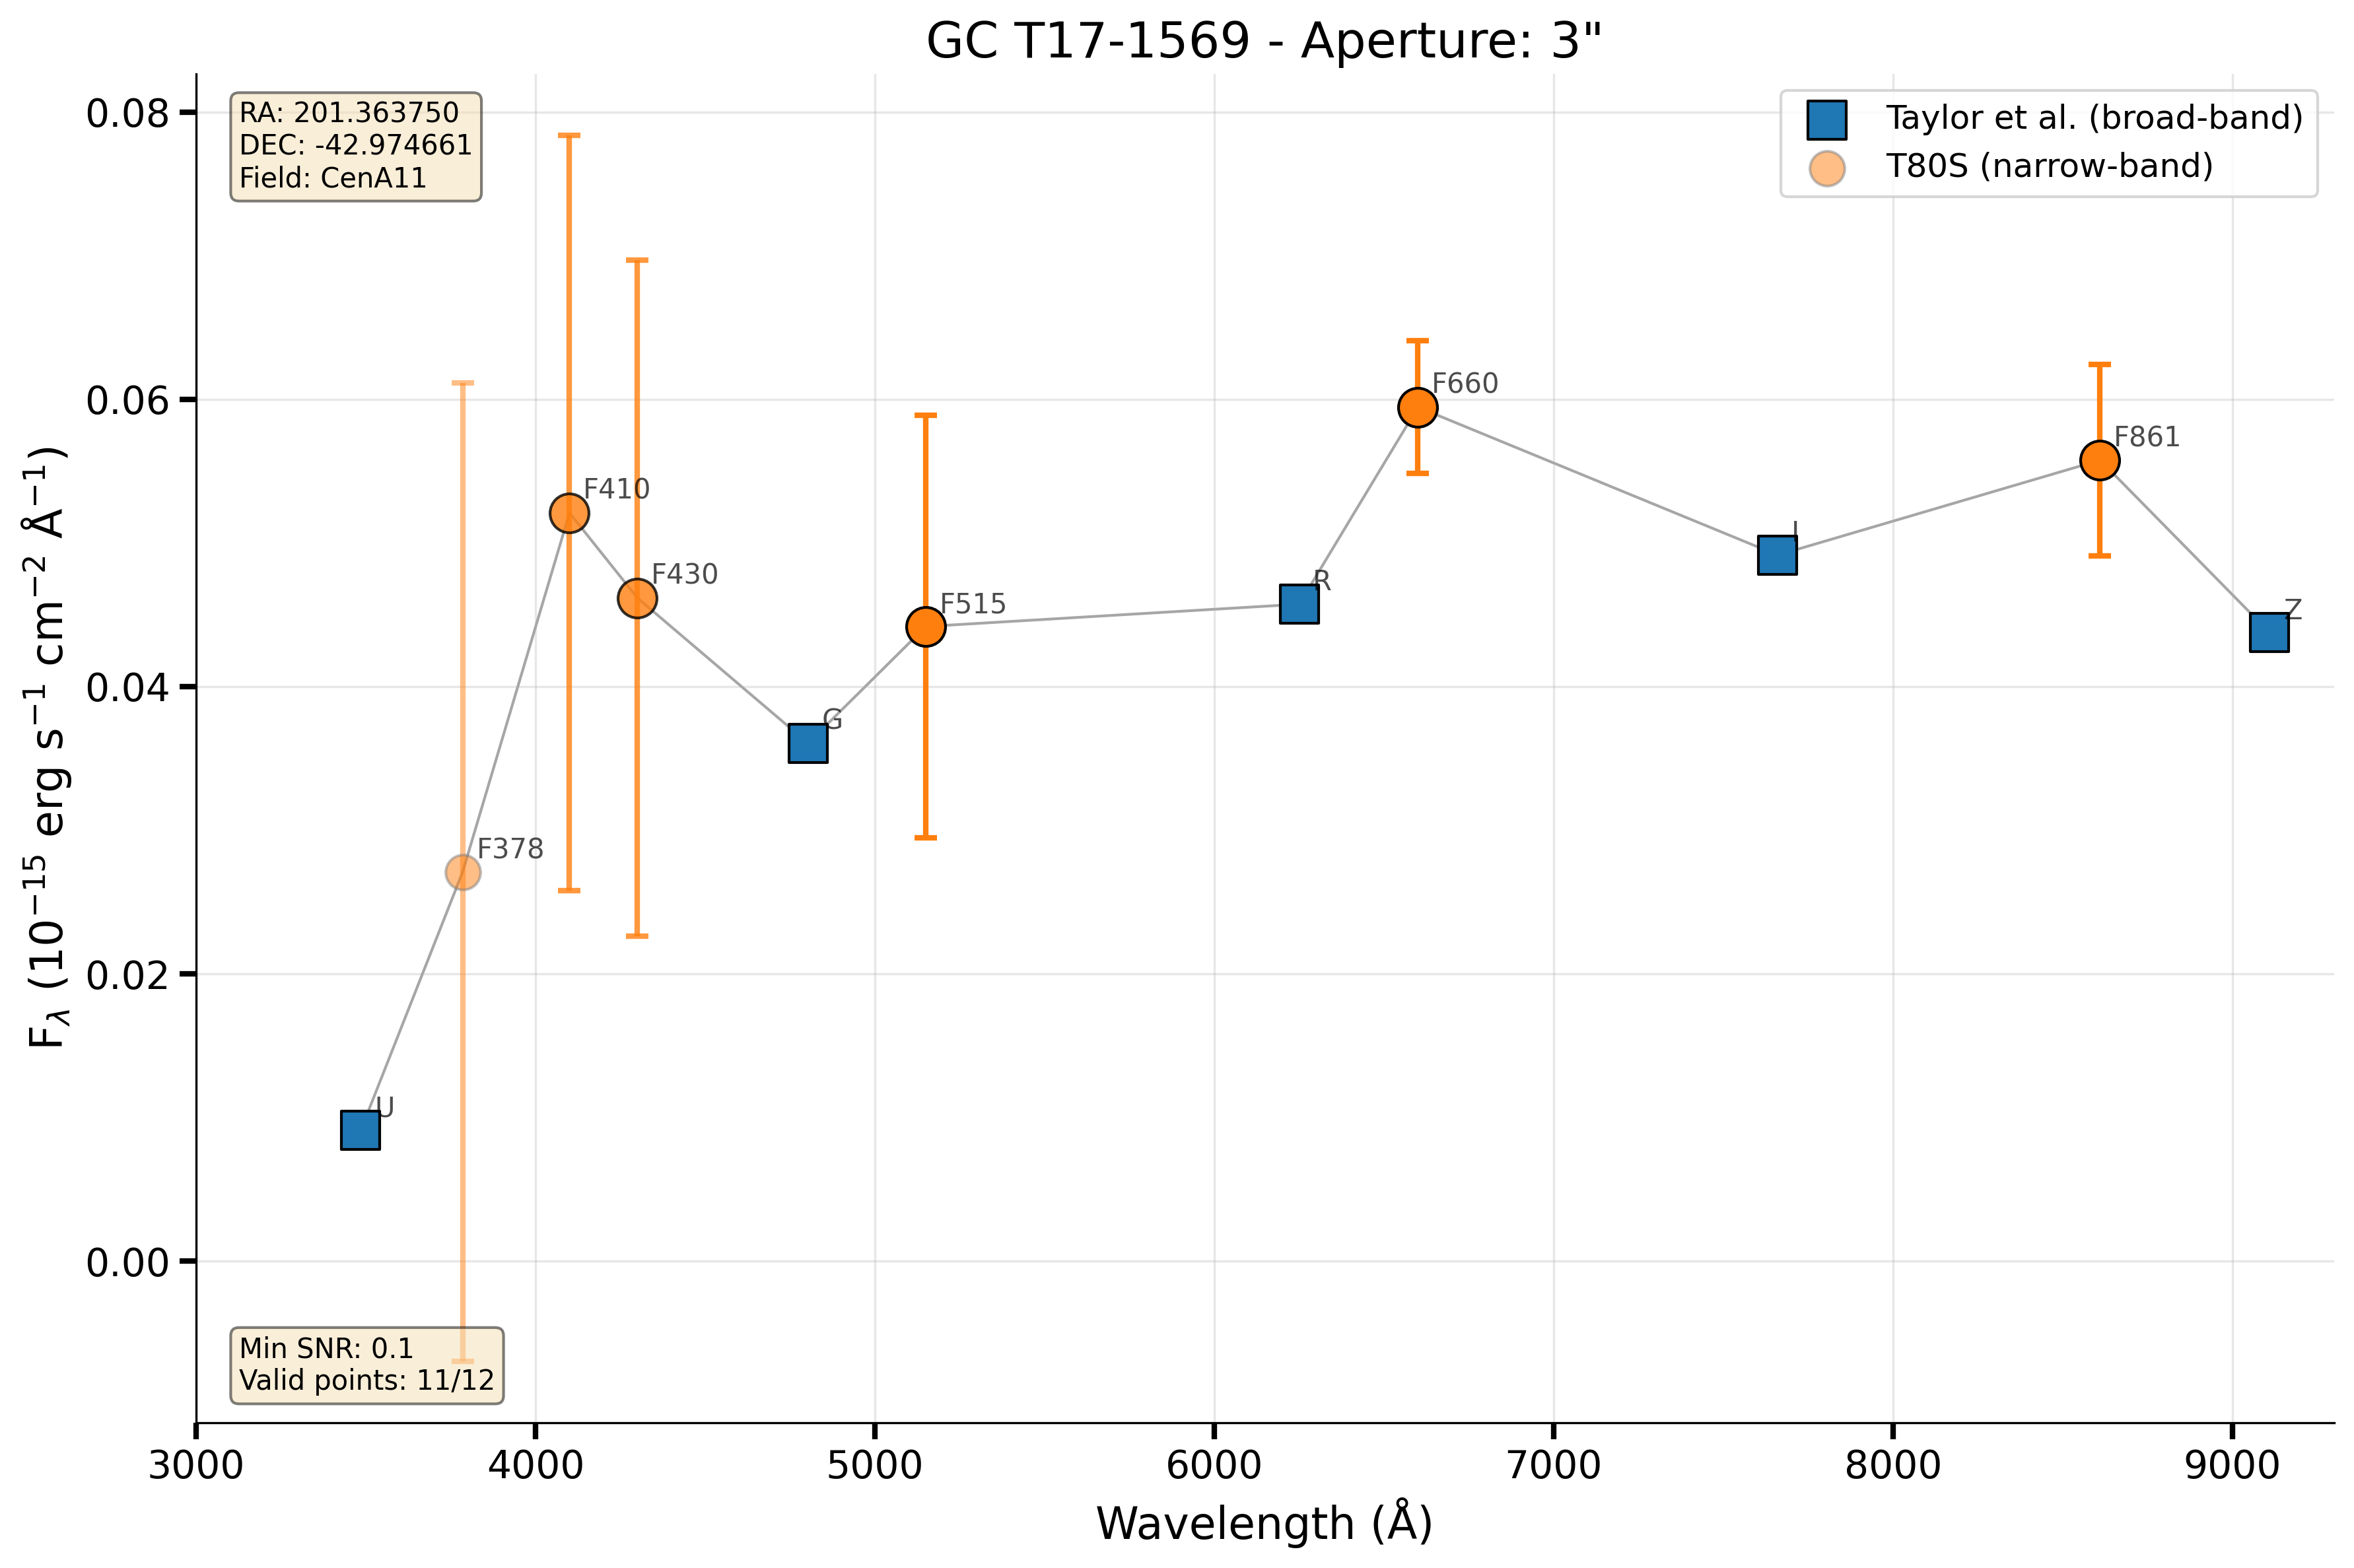 GC T17-1569 - Aperture: 3"
RA: 201.363750
DEC: -42.974661
Field: CenA11
Taylor et al. (broad-band)
T80S (narrow-band)
F$_{λ}$ (10$^{−15}$ erg s$^{−1}$ cm$^{−2}$ Å$^{−1}$)
0.08
0.06
0.04
0.02
0.00
U
F378
F410
F430
G
F515
R
F660
I
F861
Z
Min SNR: 0.1
Valid points: 11/12
3000 4000 5000 6000 7000 8000 9000
Wavelength (Å)